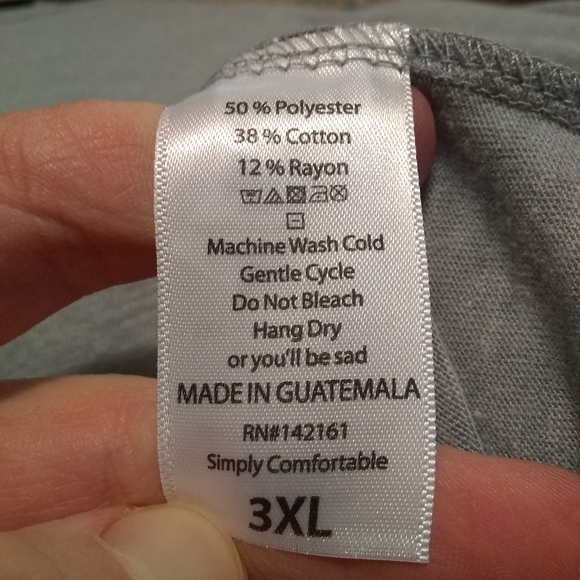 50 % Polyester
38 % Cotton
12 % Rayon
Machine Wash Cold
Gentle Cycle
Do Not Bleach
Hang Dry
or you'll be sad
MADE IN GUATEMALA
RN#142161
Simply Comfortable
3XL